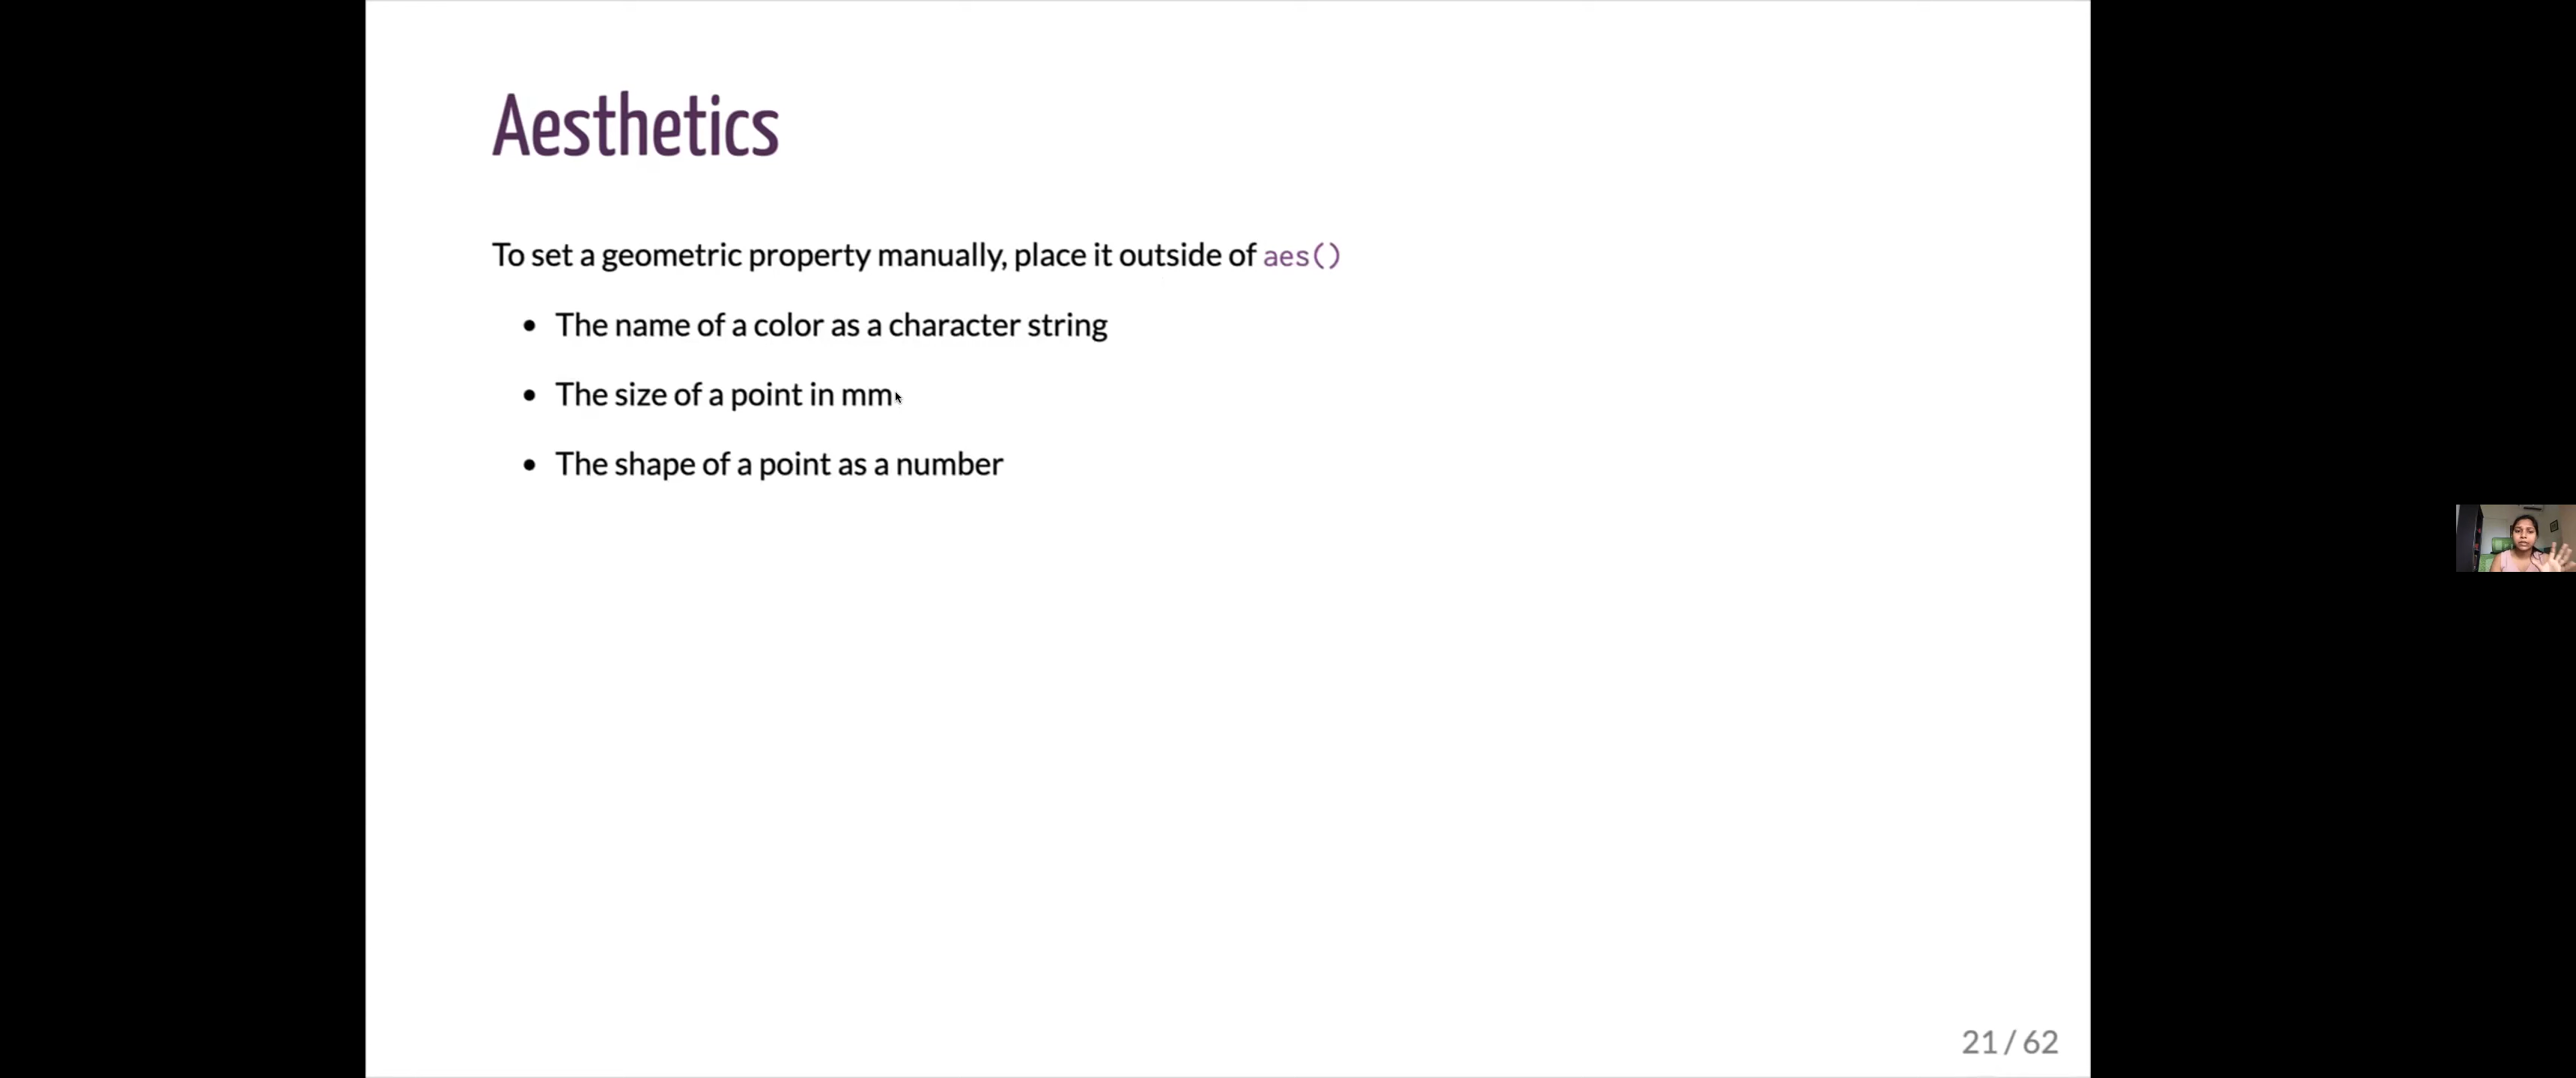 Aesthetics
To set a geometric property manually, place it outside of aes()
• The name of a color as a character string
• The size of a point in mm
• The shape of a point as a number
21 / 62